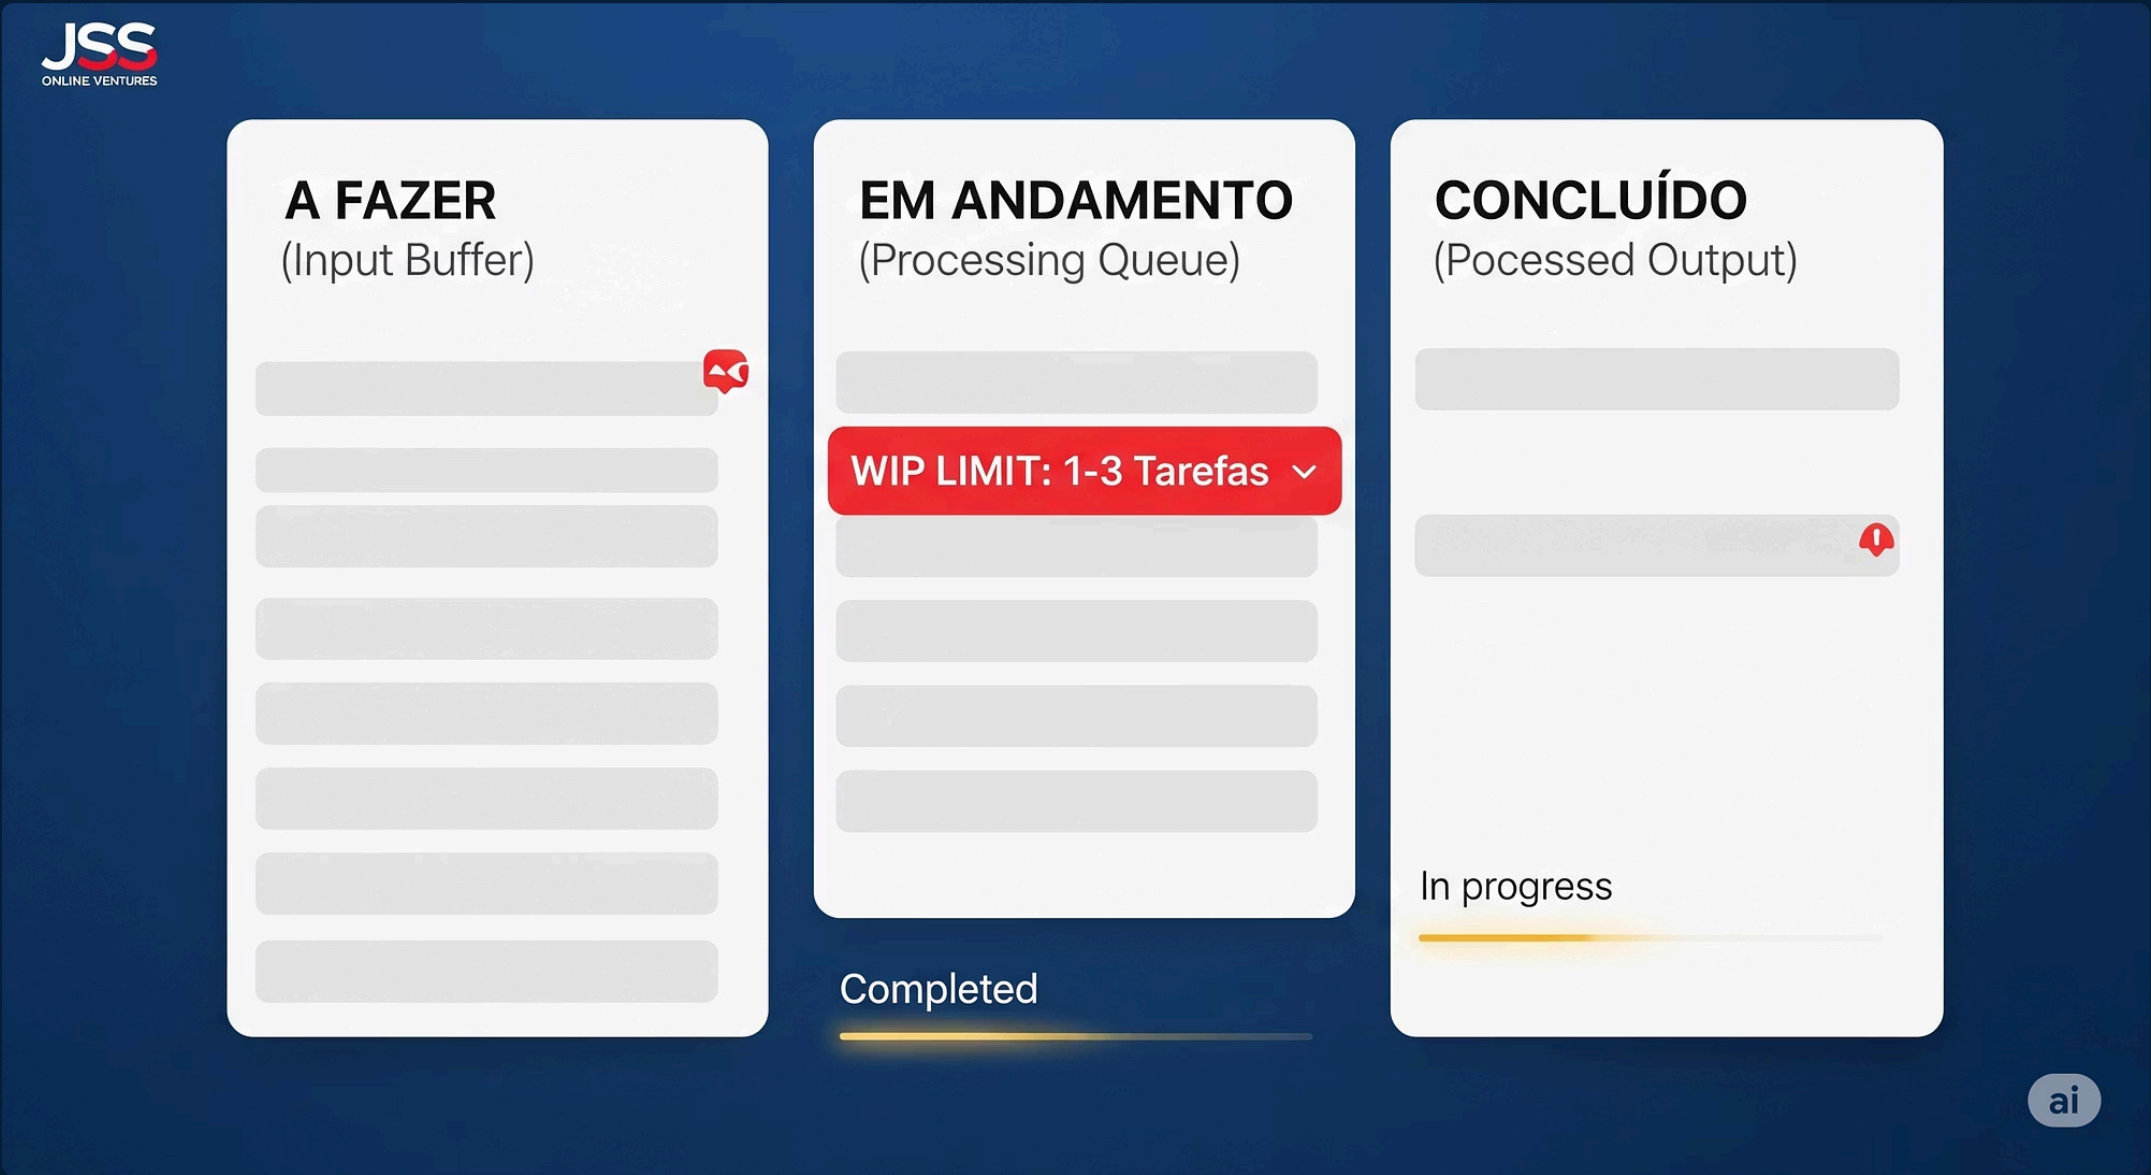 JSS
ONLINE VENTURES
A FAZER
(Input Buffer)
EM ANDAMENTO
(Processing Queue)
WIP LIMIT: 1-3 Tarefas
Completed
CONCLUÍDO
(Pocessed Output)
In progress
ai